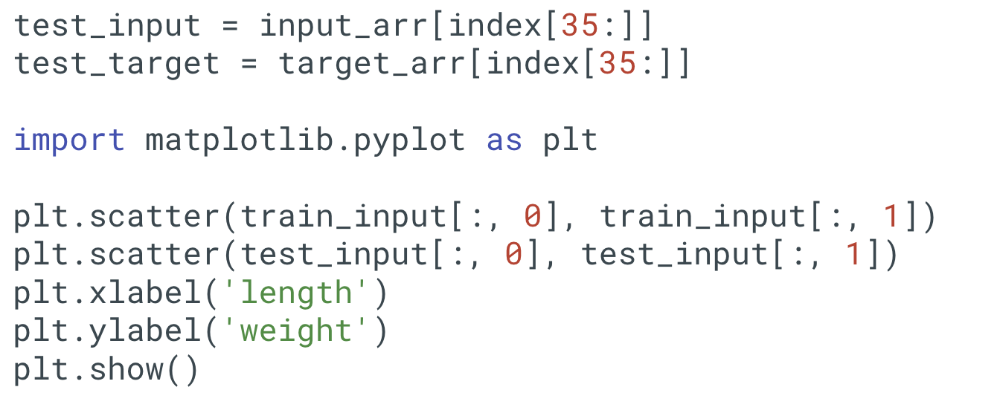 test_input = input_arr[index[35:]]
test_target = target_arr[index[35:]]
import matplotlib.pyplot as plt
plt.scatter(train_input[:, 0], train_input[:, 1])
plt.scatter(test_input[:, 0], test_input[:, 1])
plt.xlabel('length')
plt.ylabel('weight')
plt.show()